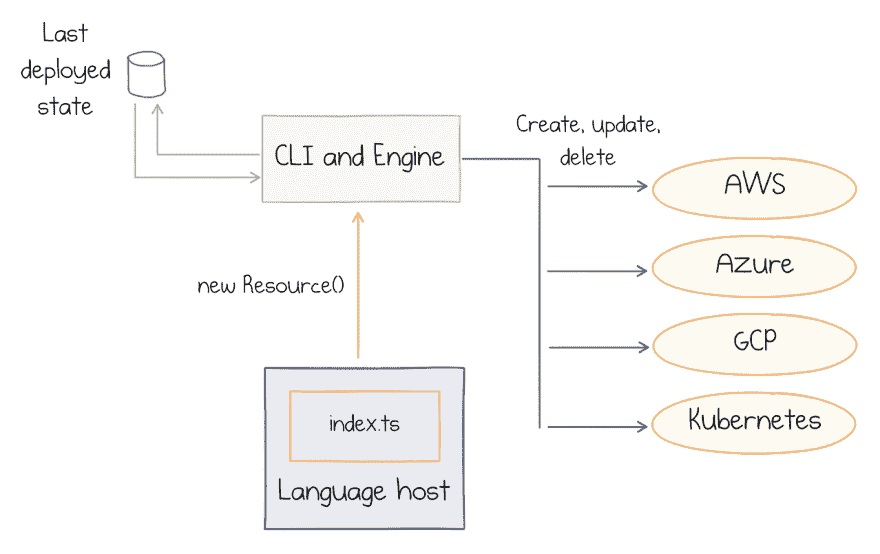 Last
deployed
state
CLI and Engine
Create, update,
delete
AWS
Azure
GCP
Kubernetes
new Resource()
index.ts
Language host